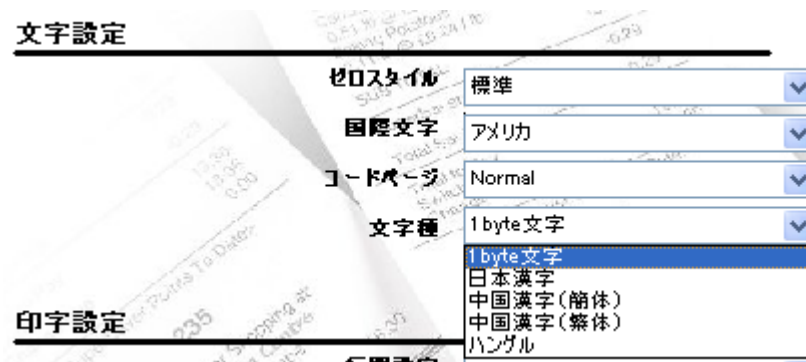 文字設定
ゼロスタイル 標準
国際文字 アメリカ
コードページ Normal
文字種 1byte文字
1byte文字
日本漢字
中国漢字(簡体)
中国漢字(繁体)
ハングル
印字設定